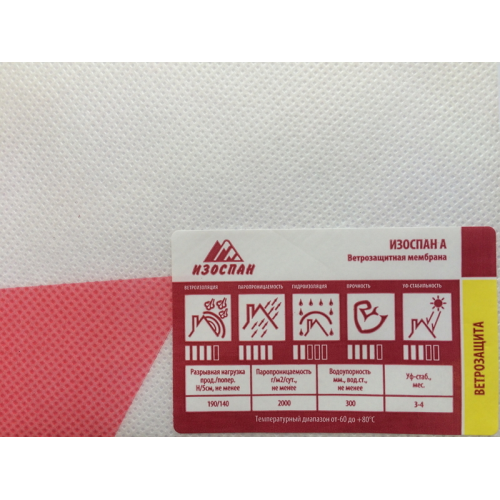 ИЗОСПАН
ИЗОСПАН А
Ветрозащитная мембрана
ВЕТРОИЗОЛЯЦИЯ ПАРОПРОНИЦАЕМОСТЬ ГИДРОИЗОЛЯЦИЯ ПРОЧНОСТЬ УФ-СТАБИЛЬНОСТЬ
Разрывная нагрузка прод./попер. Н/5см, не менее
Паропроницаемость г/м2/сут., не менее
Водоупорность мм., вод.ст., не менее
Уф-стаб., мес.
190/140 2000 300 3-4
Температурный диапазон от-60 до +80°С
ВЕТРОЗАЩИТА